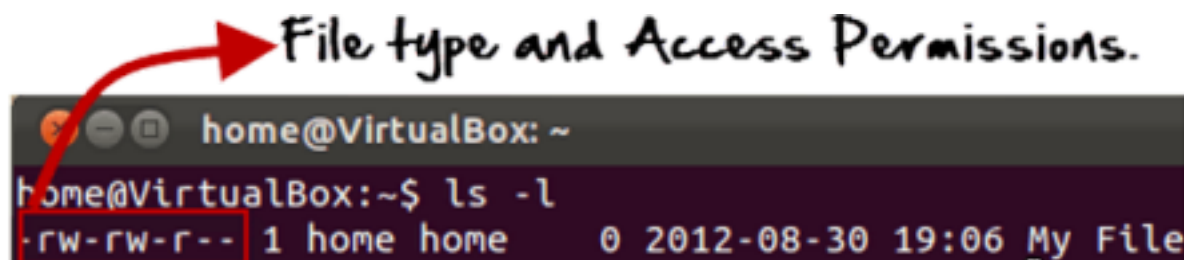 File type and Access Permissions.
home@VirtualBox: ~
home@VirtualBox:~$ ls -l
-rw-rw-r-- 1 home home    0 2012-08-30 19:06 My File